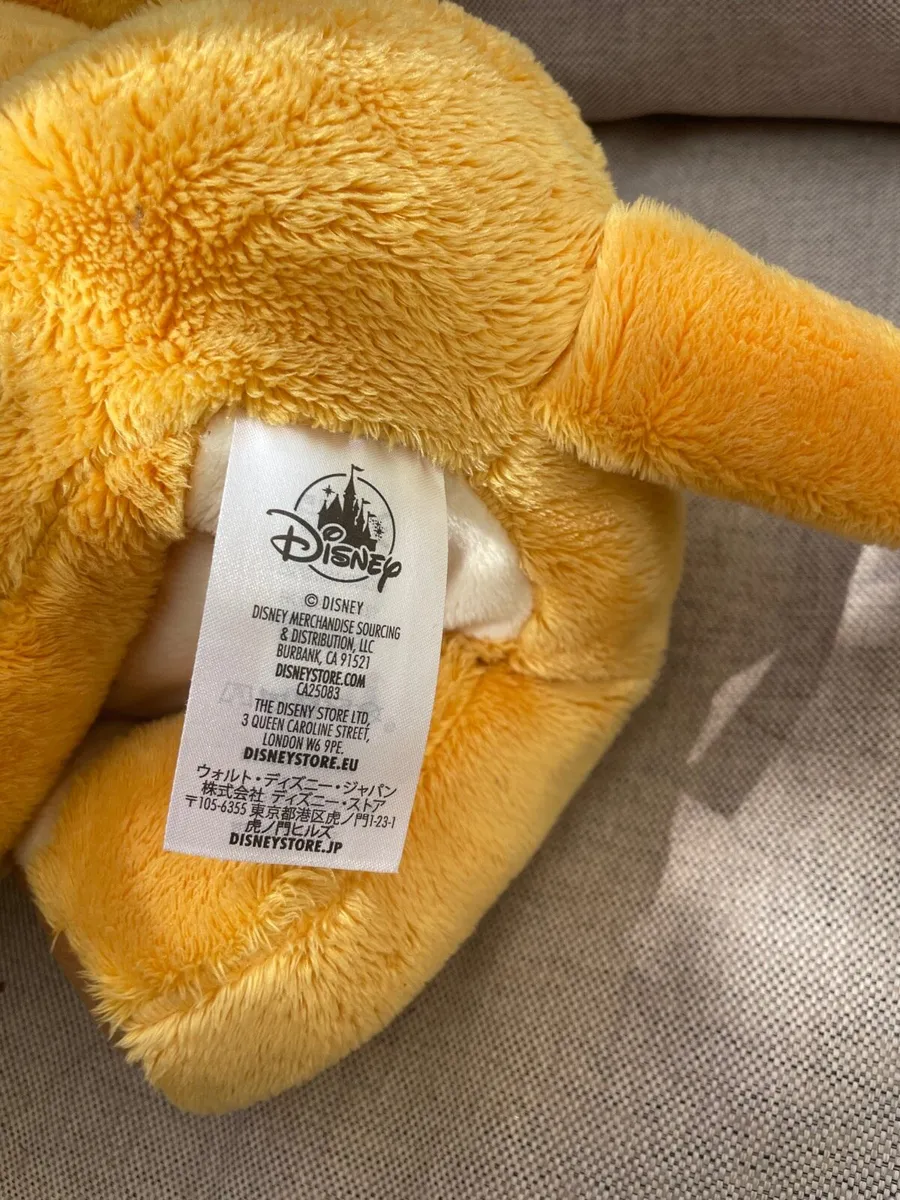 Disney
© DISNEY
DISNEY MERCHANDISE SOURCING
& DISTRIBUTION, LLC
BURBANK, CA 91521
DISNEYSTORE.COM
CA25083
THE DISENY STORE LTD,
3 QUEEN CAROLINE STREET,
LONDON W6 9PE.
DISNEYSTORE.EU
ウォルト・ディズニー・ジャパン
株式会社 ディズニー・ストア
〒105-6355 東京都港区虎ノ門1-23-1
虎ノ門ヒルズ
DISNEYSTORE.JP